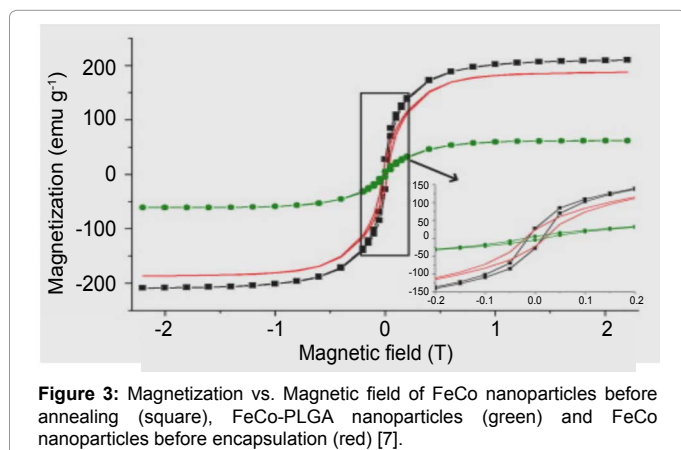 200
100
0
-100
-200
Magnetization (emu g-1)
150
100
50
0
-50
-100
-150
-0.2 -0.1 0.0 0.1 0.2
-2 -1 0 1 2
Magnetic field (T)
Figure 3: Magnetization vs. Magnetic field of FeCo nanoparticles before
annealing (square), FeCo-PLGA nanoparticles (green) and FeCo
nanoparticles before encapsulation (red) [7].